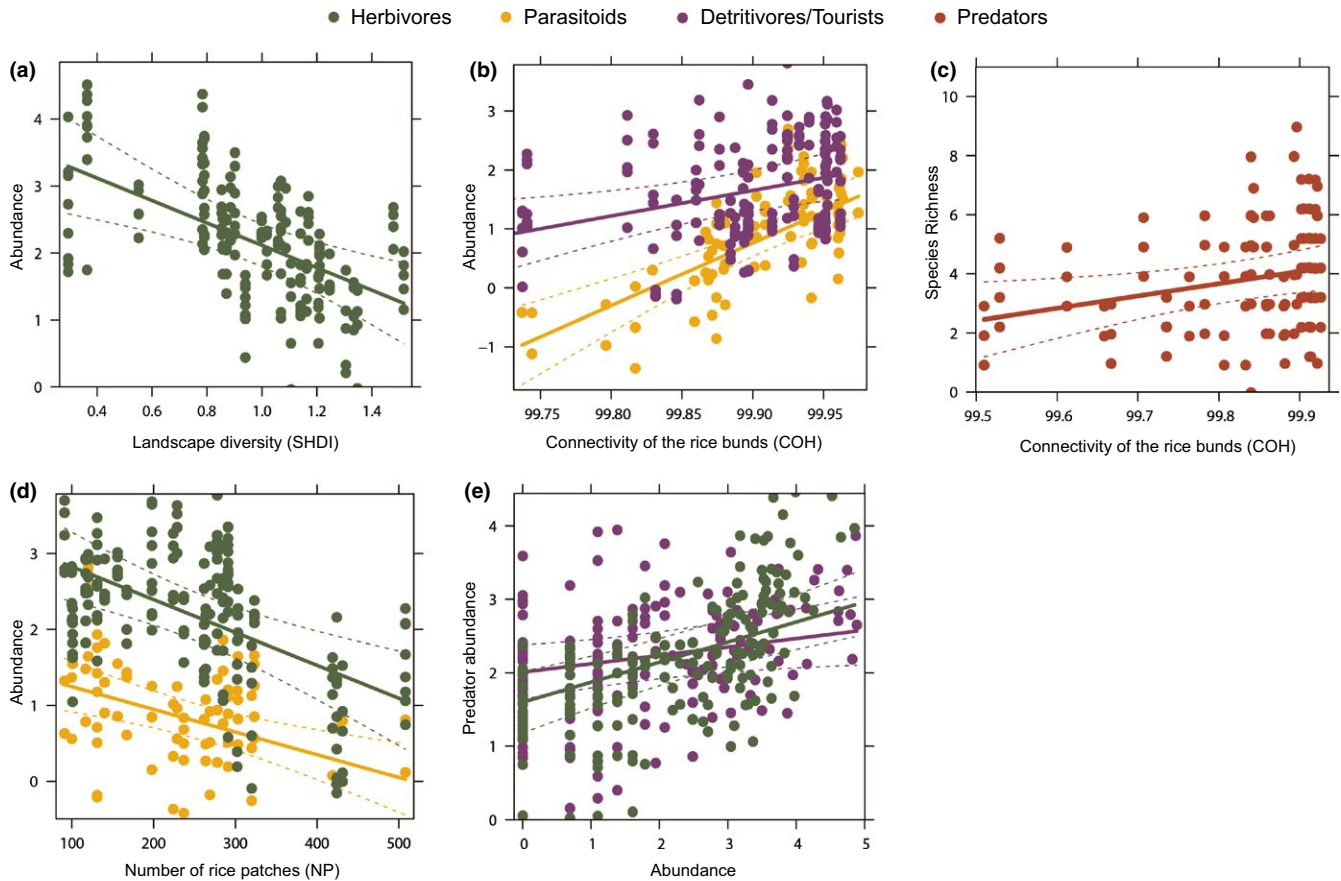 Herbivores Parasitoids Detritivores/Tourists Predators
(a)
4
3
2
1
0
Abundance
0.4 0.6 0.8 1.0 1.2 1.4
Landscape diversity (SHDI)
(b)
3
2
1
0
−1
Abundance
99.75 99.80 99.85 99.90 99.95
Connectivity of the rice bunds (COH)
(c)
10
8
6
4
2
0
Species Richness
99.5 99.6 99.7 99.8 99.9
Connectivity of the rice bunds (COH)
(d)
3
2
1
0
Abundance
100 200 300 400 500
Number of rice patches (NP)
(e)
4
3
2
1
0
Predator abundance
0 1 2 3 4 5
Abundance